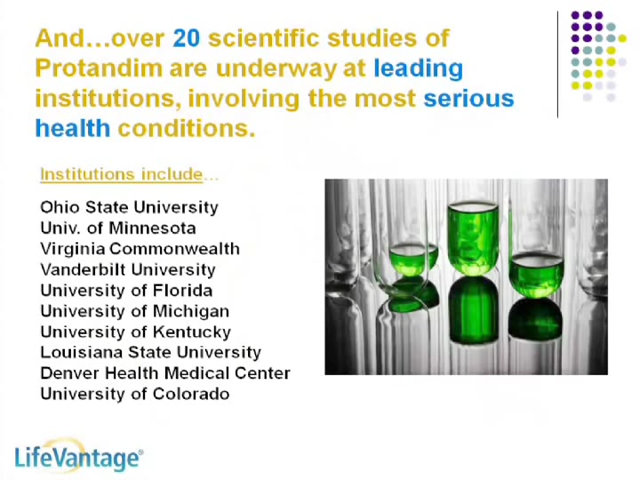 And…over 20 scientific studies of
Protandim are underway at leading
institutions, involving the most serious
health conditions.
Institutions include…
Ohio State University
Univ. of Minnesota
Virginia Commonwealth
Vanderbilt University
University of Florida
University of Michigan
University of Kentucky
Louisiana State University
Denver Health Medical Center
University of Colorado
LifeVantage®